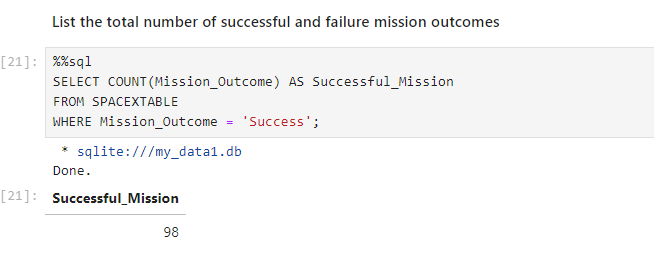 List the total number of successful and failure mission outcomes
[21]: %%sql
SELECT COUNT(Mission_Outcome) AS Successful_Mission
FROM SPACEXTABLE
WHERE Mission_Outcome = 'Success';
* sqlite:///my_data1.db
Done.
[21]: Successful_Mission
98